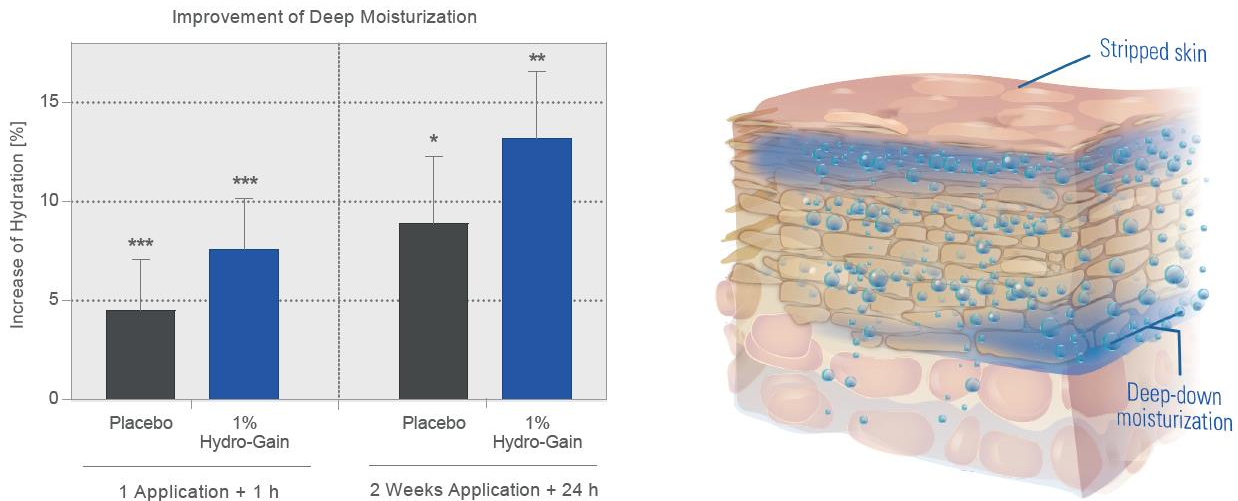 Improvement of Deep Moisturization
Increase of Hydration [%]
15
10
5
0
***
***
*
**
Placebo
1%
Hydro-Gain
Placebo
1%
Hydro-Gain
1 Application + 1 h
2 Weeks Application + 24 h
Stripped skin
Deep-down
moisturization